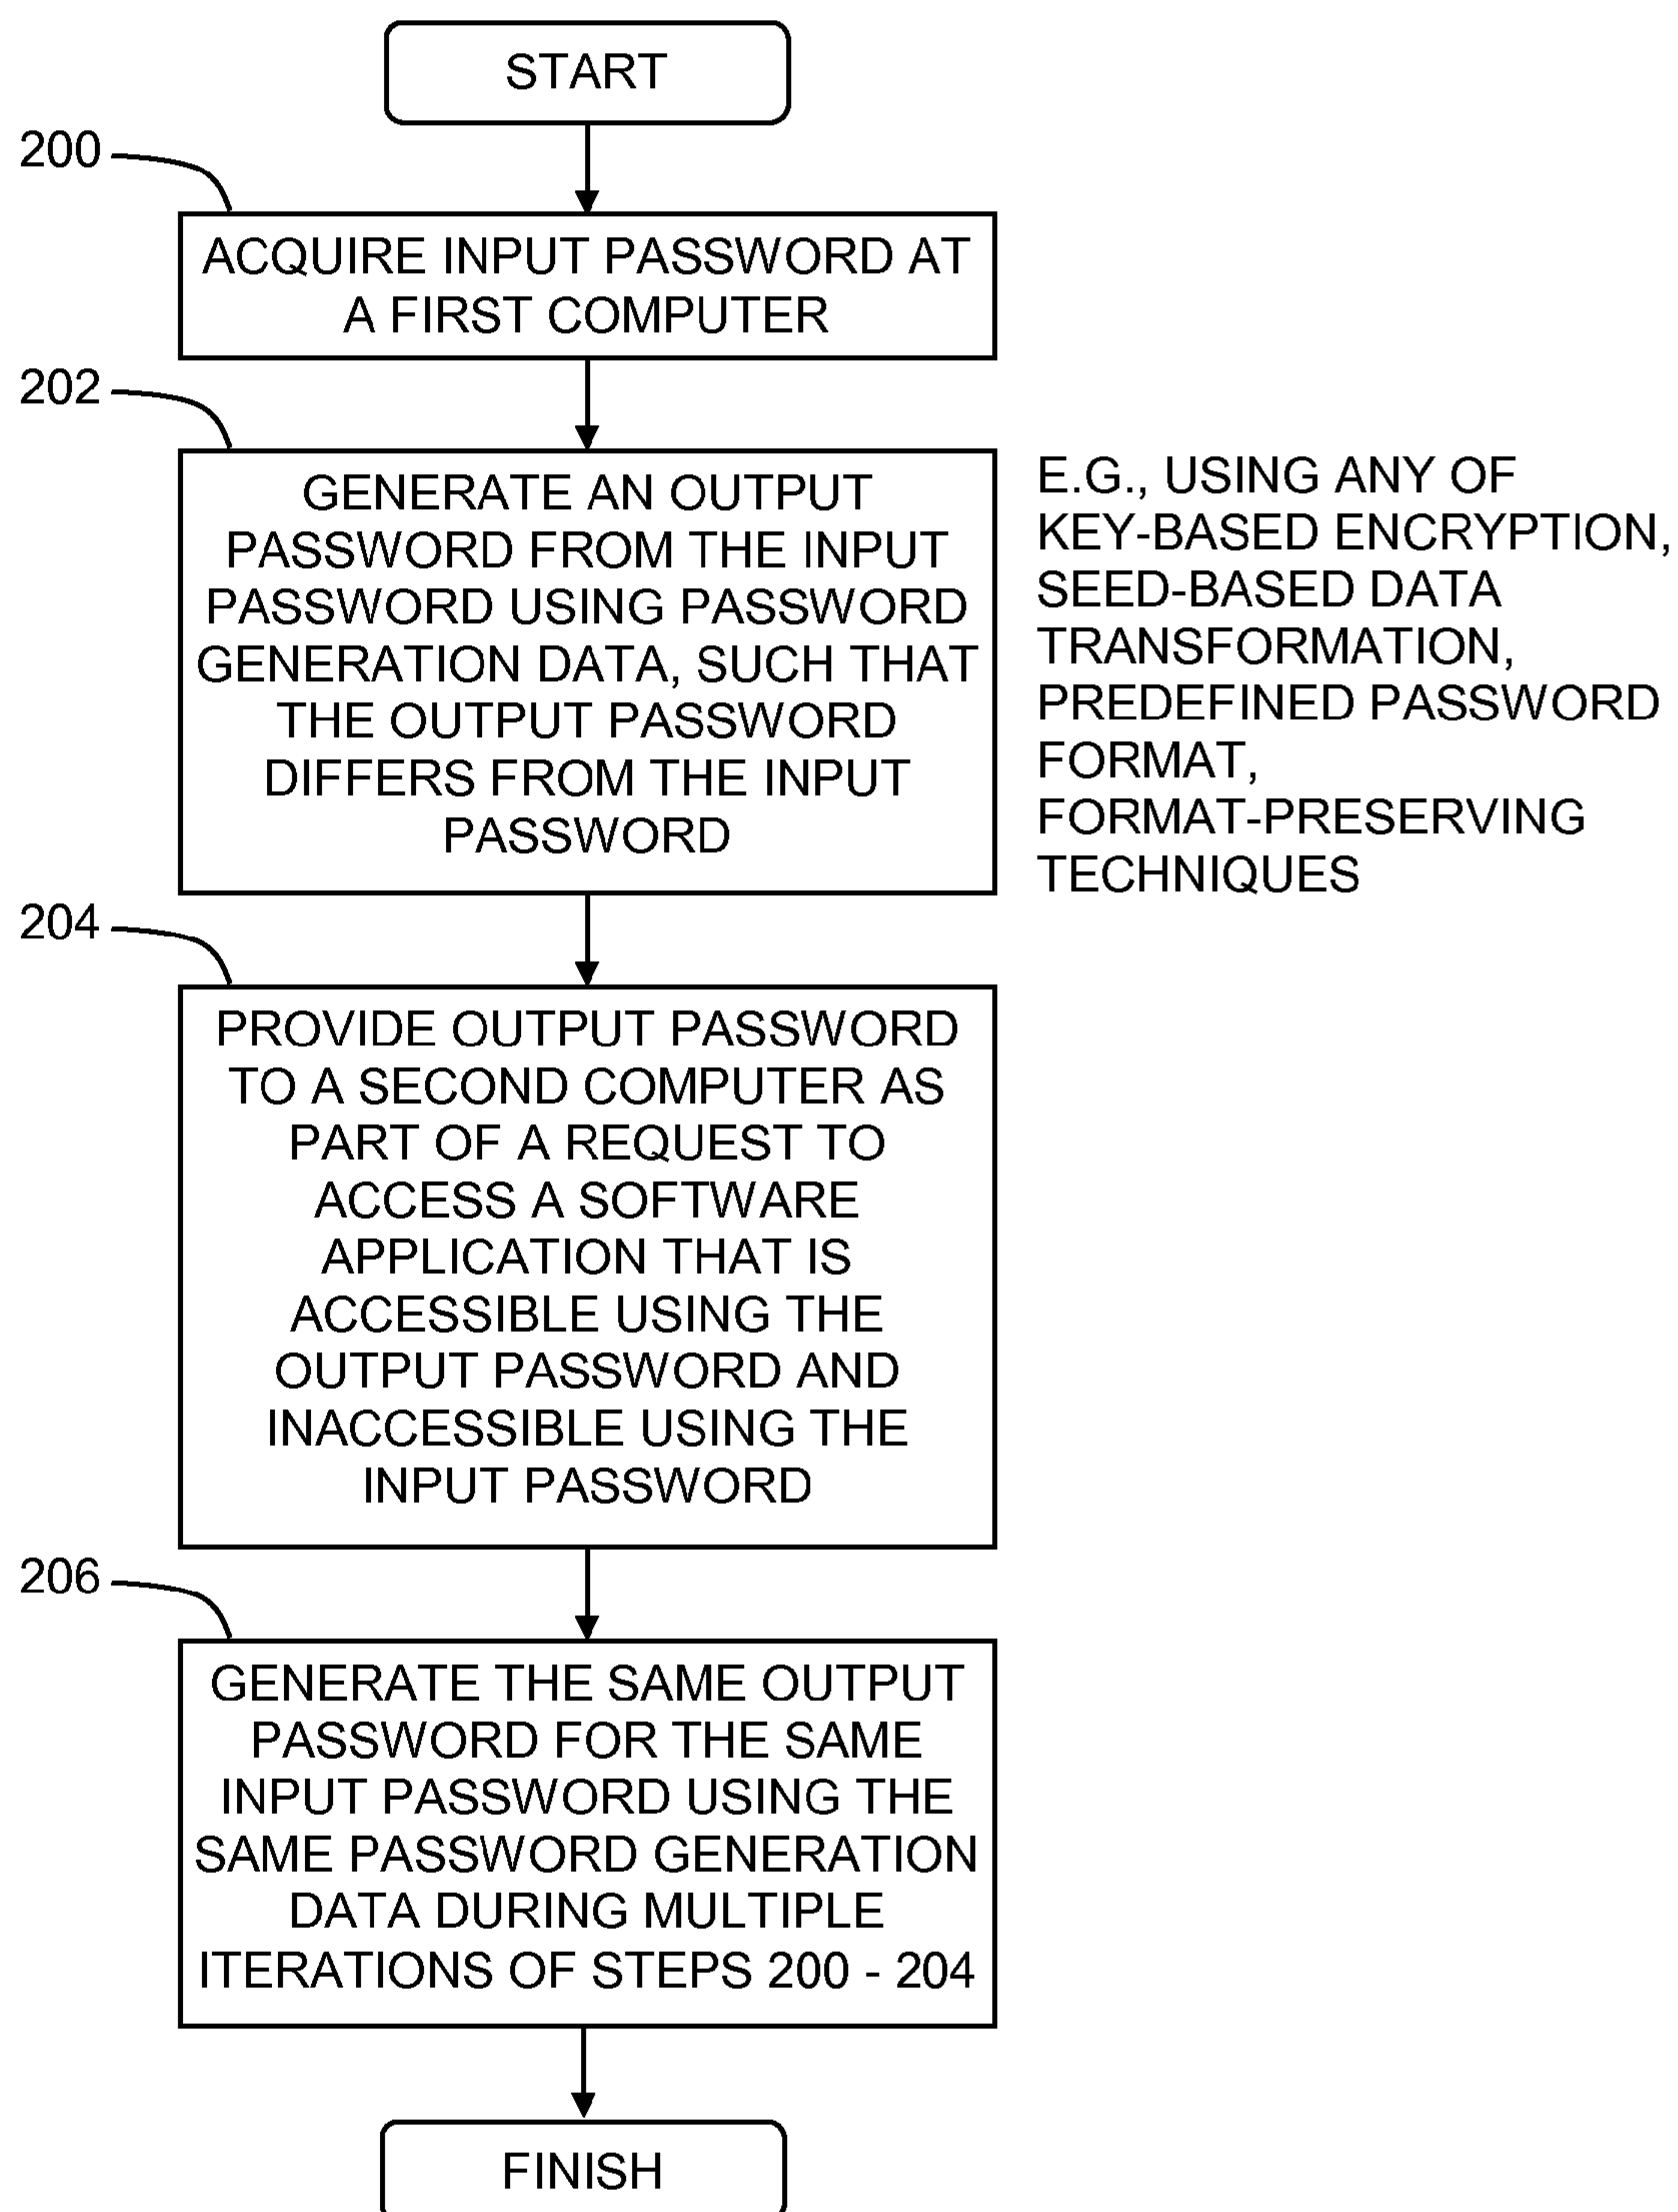 START
200
ACQUIRE INPUT PASSWORD AT
A FIRST COMPUTER
202
GENERATE AN OUTPUT
PASSWORD FROM THE INPUT
PASSWORD USING PASSWORD
GENERATION DATA, SUCH THAT
THE OUTPUT PASSWORD
DIFFERS FROM THE INPUT
PASSWORD
E.G., USING ANY OF
KEY-BASED ENCRYPTION,
SEED-BASED DATA
TRANSFORMATION,
PREDEFINED PASSWORD
FORMAT,
FORMAT-PRESERVING
TECHNIQUES
204
PROVIDE OUTPUT PASSWORD
TO A SECOND COMPUTER AS
PART OF A REQUEST TO
ACCESS A SOFTWARE
APPLICATION THAT IS
ACCESSIBLE USING THE
OUTPUT PASSWORD AND
INACCESSIBLE USING THE
INPUT PASSWORD
206
GENERATE THE SAME OUTPUT
PASSWORD FOR THE SAME
INPUT PASSWORD USING THE
SAME PASSWORD GENERATION
DATA DURING MULTIPLE
ITERATIONS OF STEPS 200 - 204
FINISH